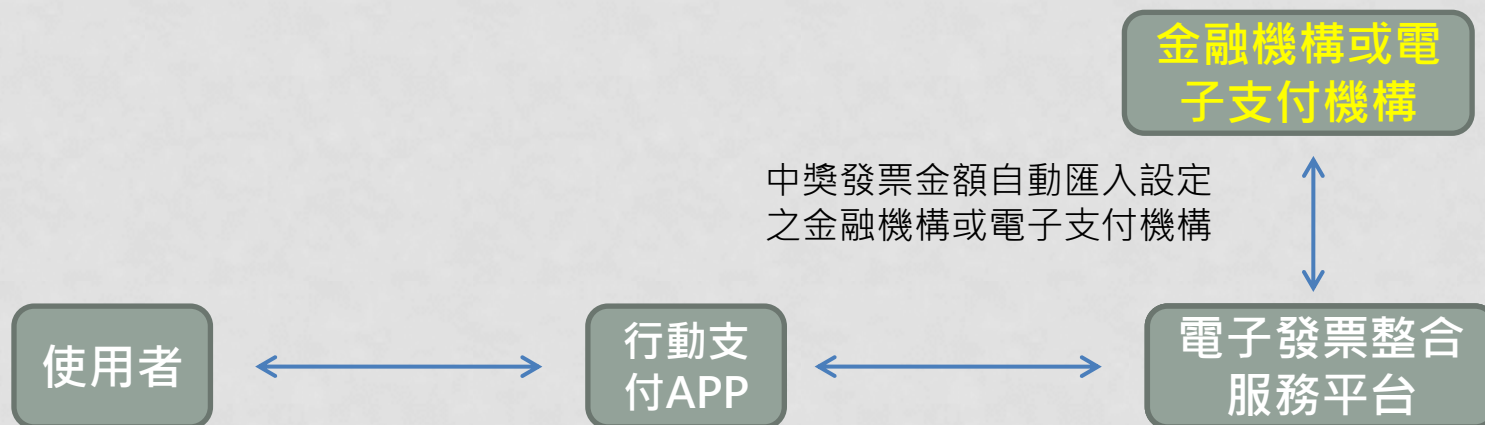 金融機構或電
子支付機構
中獎發票金額自動匯入設定
之金融機構或電子支付機構
使用者
行動支
付APP
電子發票整合
服務平台